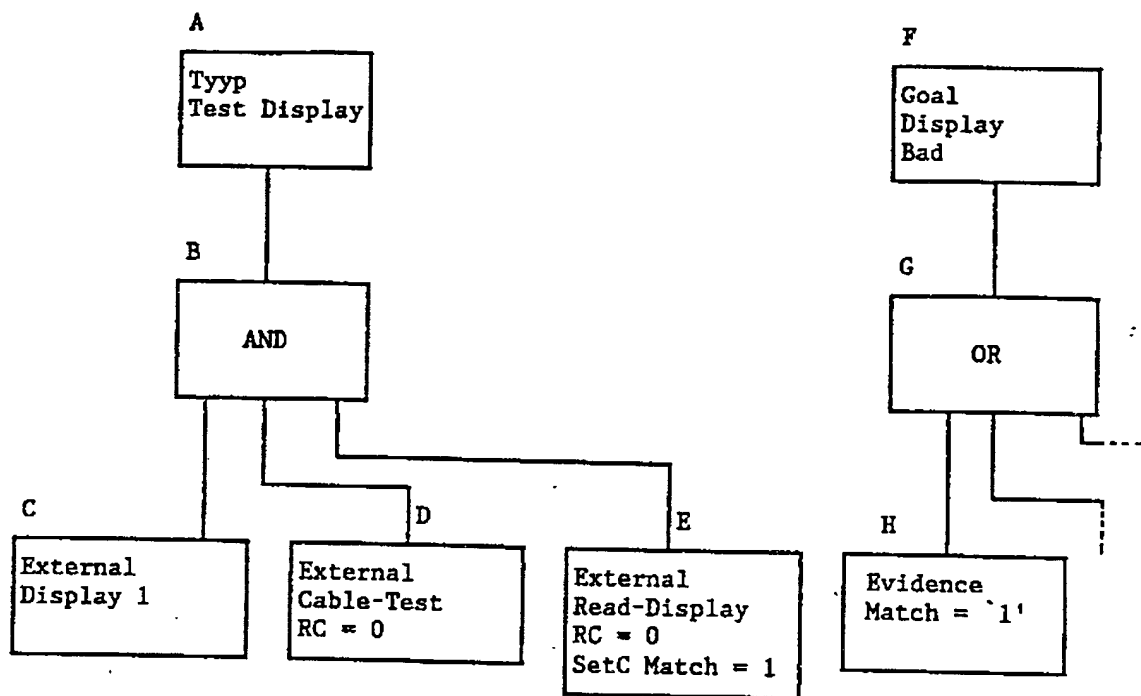 A
Tyyp
Test Display
B
AND
C
External
Display 1
D
External
Cable-Test
RC = 0
E
External
Read-Display
RC = 0
SetC Match = 1
F
Goal
Display
Bad
G
OR
H
Evidence
Match = `1'